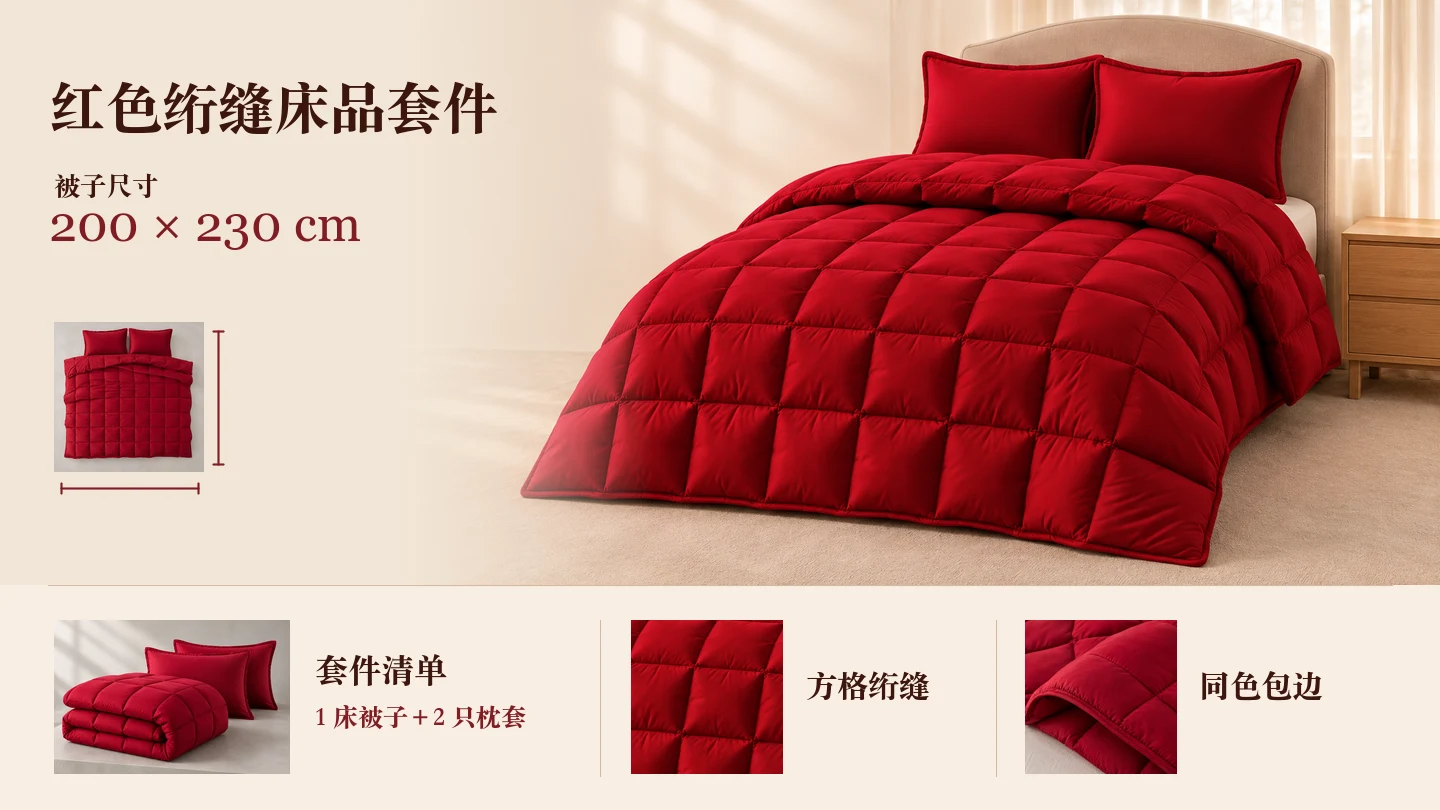 红色绗缝床品套件
被子尺寸
200 × 230 cm
套件清单
1 床被子+2 只枕套
方格绗缝
同色包边